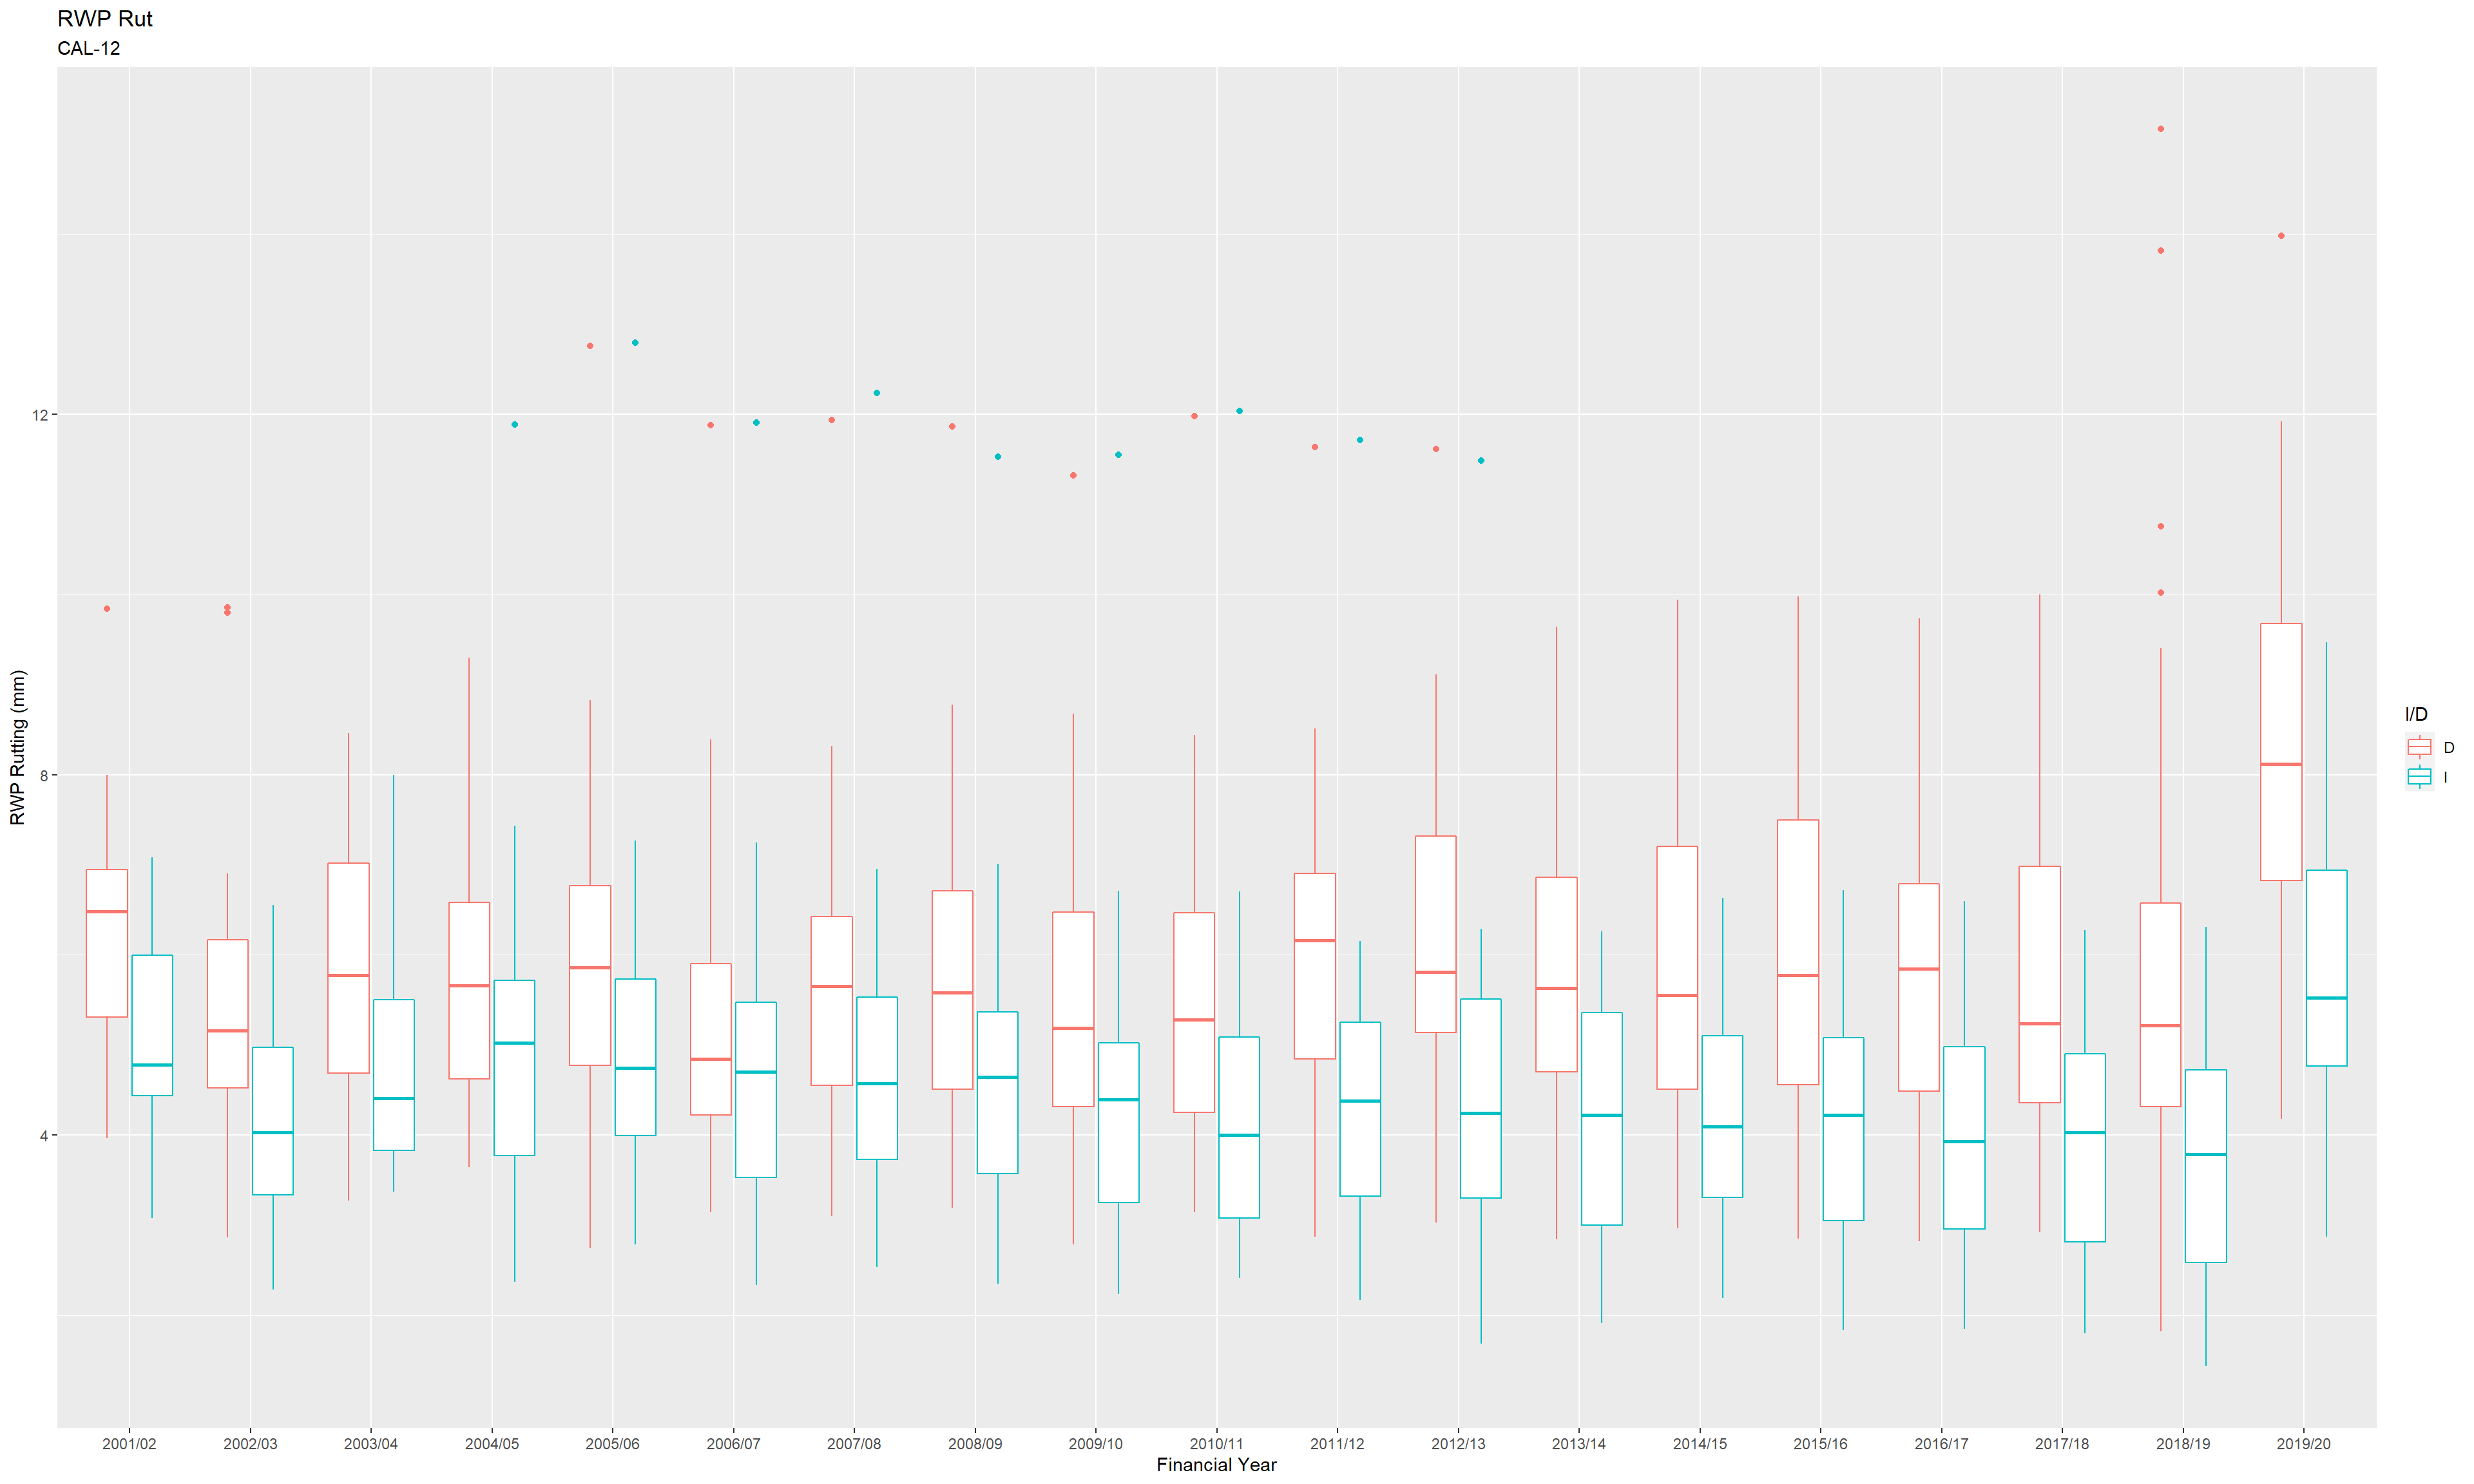 RWP Rut
CAL-12
RWP Rutting (mm)
12
8
4
2001/02 2002/03 2003/04 2004/05 2005/06 2006/07 2007/08 2008/09 2009/10 2010/11 2011/12 2012/13 2013/14 2014/15 2015/16 2016/17 2017/18 2018/19 2019/20
Financial Year
I/D
D
I